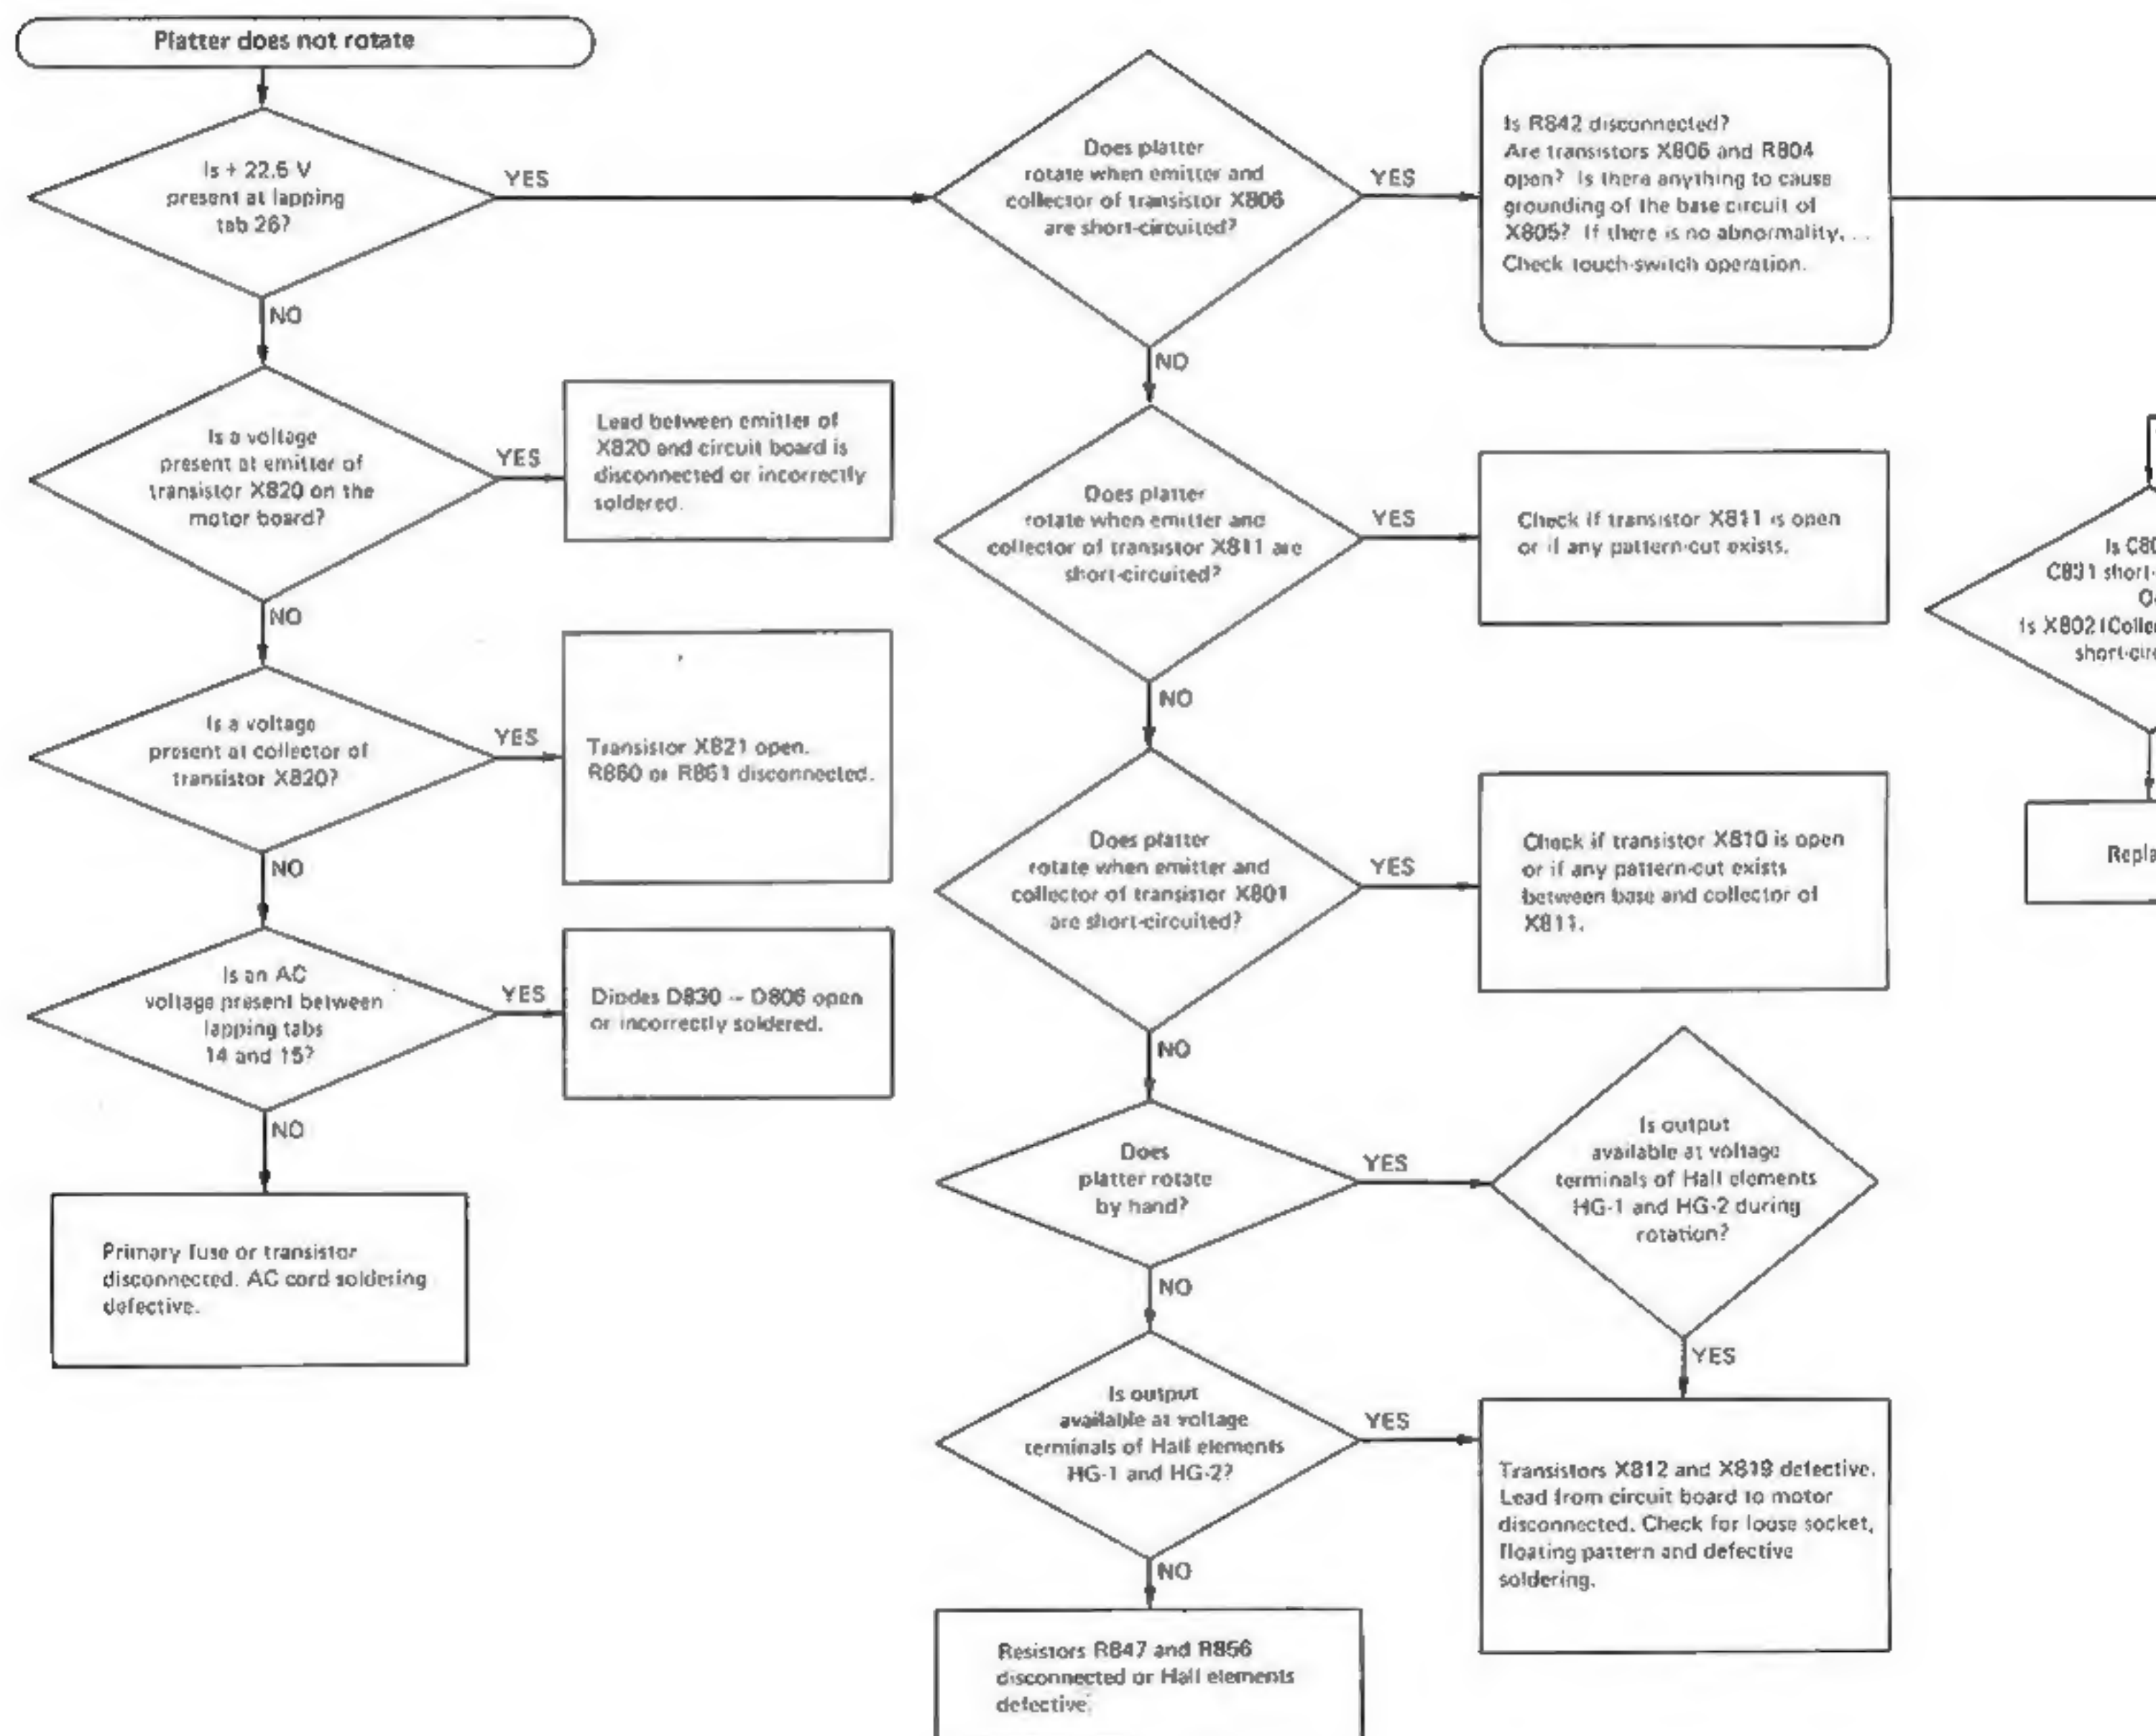 Platter does not rotate
Is + 22.5 V
present at lapping
tab 26?
YES
NO
Is a voltage
present at emitter of
transistor X820 on the
motor board?
YES
Lead between emitter of
X820 and circuit board is
disconnected or incorrectly
soldered.
NO
Is a voltage
present at collector of
transistor X820?
YES
Transistor X821 open.
R860 or R861 disconnected.
NO
Is an AC
voltage present between
lapping tabs
14 and 15?
YES
Diodes D830 -- D806 open
or incorrectly soldered.
NO
Primary fuse or transistor
disconnected. AC cord soldering
defective.
Does platter
rotate when emitter and
collector of transistor X806
are short-circuited?
YES
Is R842 disconnected?
Are transistors X806 and R804
open? Is there anything to cause
grounding of the base circuit of
X805? If there is no abnormality, ...
Check touch-switch operation.
NO
Does platter
rotate when emitter and
collector of transistor X811 are
short-circuited?
YES
Check if transistor X811 is open
or if any pattern-cut exists.
NO
Does platter
rotate when emitter and
collector of transistor X801
are short-circuited?
YES
Check if transistor X810 is open
or if any pattern-cut exists
between base and collector of
X811.
NO
Does
platter rotate
by hand?
YES
Is output
available at voltage
terminals of Hall elements
HG-1 and HG-2 during
rotation?
YES
NO
Is output
available at voltage
terminals of Hall elements
HG-1 and HG-2?
YES
Transistors X812 and X819 defective.
Lead from circuit board to motor
disconnected. Check for loose socket,
floating pattern and defective
soldering.
NO
Resistors R847 and R856
disconnected or Hall elements
defective.
Is C80
C831 short-
O
Is X802 (Colle
short-circ
Repla